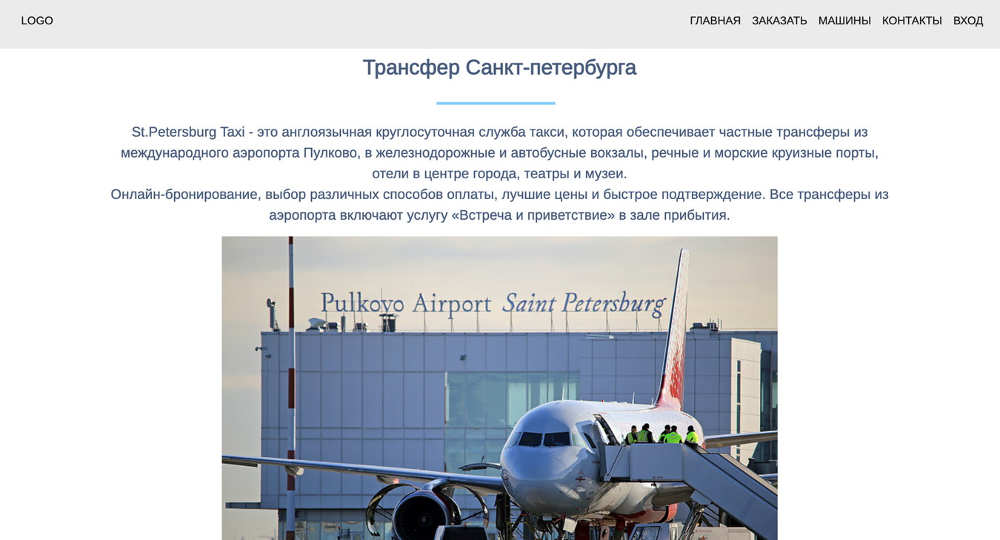 LOGO ГЛАВНАЯ ЗАКАЗАТЬ МАШИНЫ КОНТАКТЫ ВХОД
Трансфер Санкт-петербурга
St.Petersburg Taxi - это англоязычная круглосуточная служба такси, которая обеспечивает частные трансферы из
международного аэропорта Пулково, в железнодорожные и автобусные вокзалы, речные и морские круизные порты,
отели в центре города, театры и музеи.
Онлайн-бронирование, выбор различных способов оплаты, лучшие цены и быстрое подтверждение. Все трансферы из
аэропорта включают услугу «Встреча и приветствие» в зале прибытия.
Pulkovo Airport Saint Petersburg